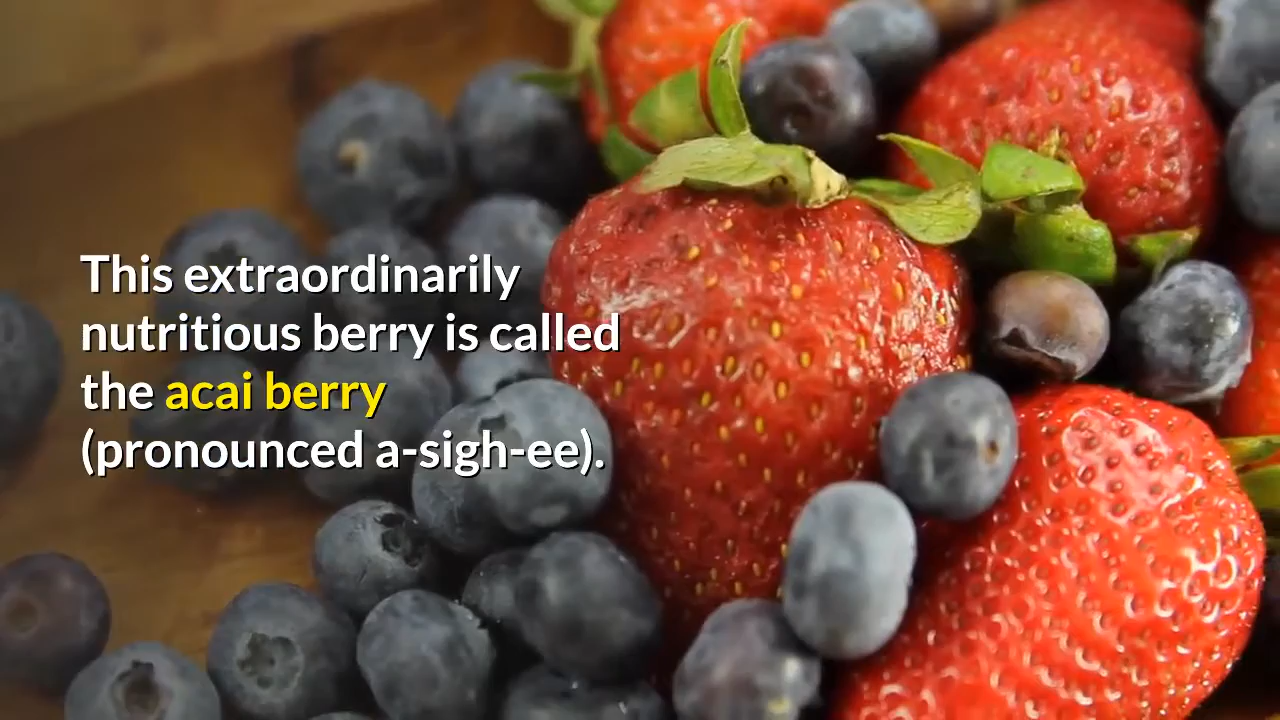 This extraordinarily
nutritious berry is called
the acai berry
(pronounced a-sigh-ee).